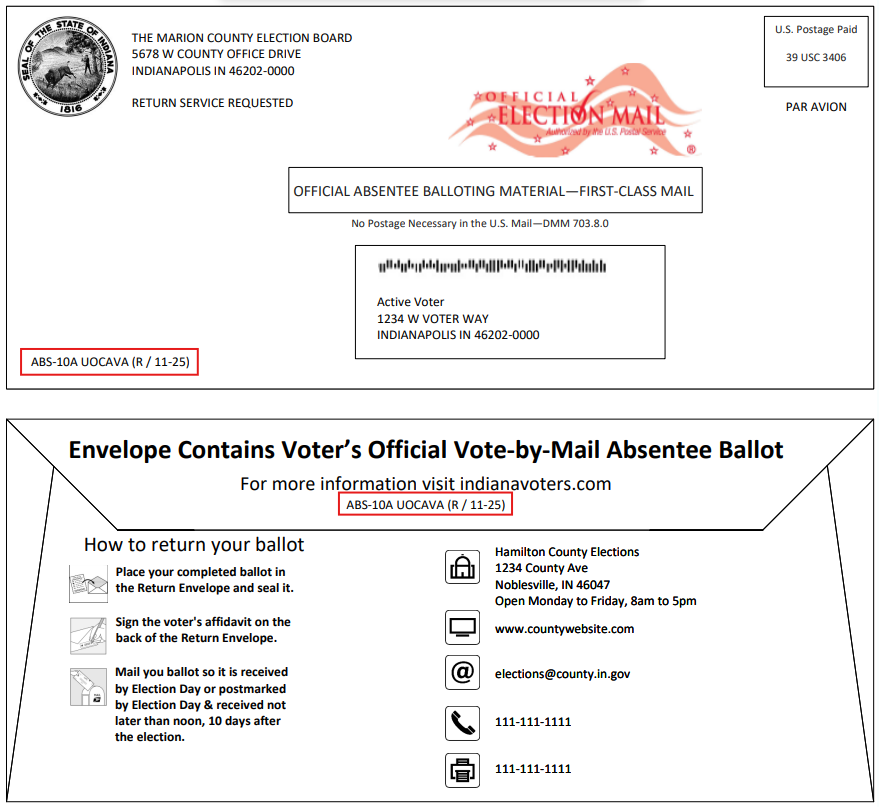 SEAL OF THE STATE OF INDIANA
1816
THE MARION COUNTY ELECTION BOARD
5678 W COUNTY OFFICE DRIVE
INDIANAPOLIS IN 46202-0000
RETURN SERVICE REQUESTED
U.S. Postage Paid
39 USC 3406
PAR AVION
OFFICIAL
ELECTION MAIL
Authorized by the U.S. Postal Service
®
OFFICIAL ABSENTEE BALLOTING MATERIAL—FIRST-CLASS MAIL
No Postage Necessary in the U.S. Mail—DMM 703.8.0
Active Voter
1234 W VOTER WAY
INDIANAPOLIS IN 46202-0000
ABS-10A UOCAVA (R / 11-25)
Envelope Contains Voter's Official Vote-by-Mail Absentee Ballot
For more information visit indianavoters.com
ABS-10A UOCAVA (R / 11-25)
How to return your ballot
Place your completed ballot in
the Return Envelope and seal it.
Sign the voter's affidavit on the
back of the Return Envelope.
Mail you ballot so it is received
by Election Day or postmarked
by Election Day & received not
later than noon, 10 days after
the election.
Hamilton County Elections
1234 County Ave
Noblesville, IN 46047
Open Monday to Friday, 8am to 5pm
www.countywebsite.com
@
elections@county.in.gov
111-111-1111
111-111-1111